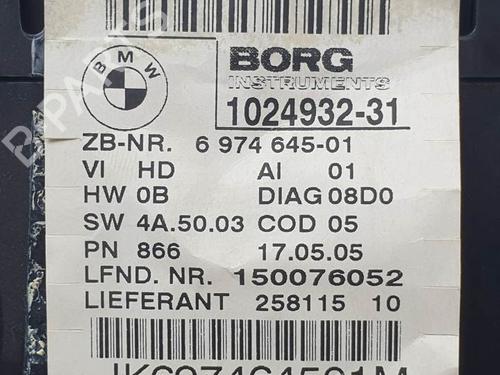 BMW
BORG
INSTRUMENTS
1024932-31
ZB-NR. 6 974 645-01
VI HD AI 01
HW 0B DIAG 08D0
SW 4A.50.03 COD 05
PN 866 17.05.05
LFND. NR. 150076052
LIEFERANT 258115 10
B-PARTS